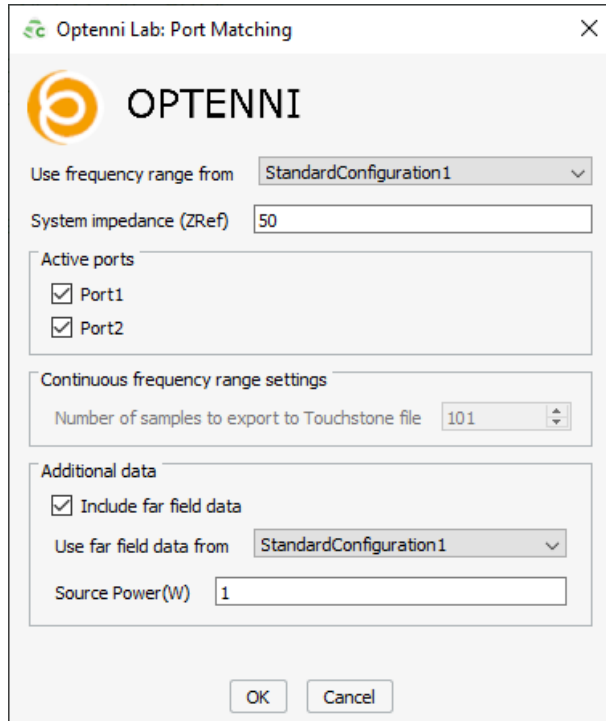 Optenni Lab: Port Matching
OPTENNI
Use frequency range from StandardConfiguration1
System impedance (ZRef) 50
Active ports
Port1
Port2
Continuous frequency range settings
Number of samples to export to Touchstone file 101
Additional data
Include far field data
Use far field data from StandardConfiguration1
Source Power(W) 1
OK Cancel